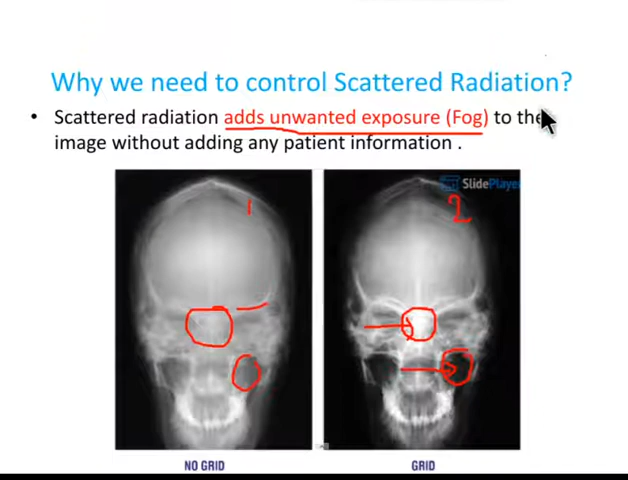 Why we need to control Scattered Radiation?
• Scattered radiation adds unwanted exposure (Fog) to the
image without adding any patient information .
1
2
SlidePlayer
NO GRID
GRID